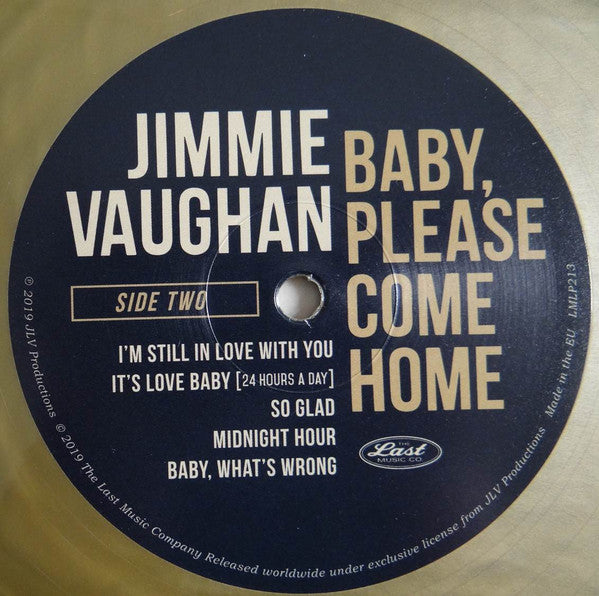 JIMMIE
VAUGHAN
BABY,
PLEASE
COME
HOME
SIDE TWO
I'M STILL IN LOVE WITH YOU
IT'S LOVE BABY [24 HOURS A DAY]
SO GLAD
MIDNIGHT HOUR
BABY, WHAT'S WRONG
THE
Last
MUSIC CO.
℗ 2019 JLV Productions © 2019 The Last Music Company Released worldwide under exclusive license from JLV Productions Made in the EU LMLP213